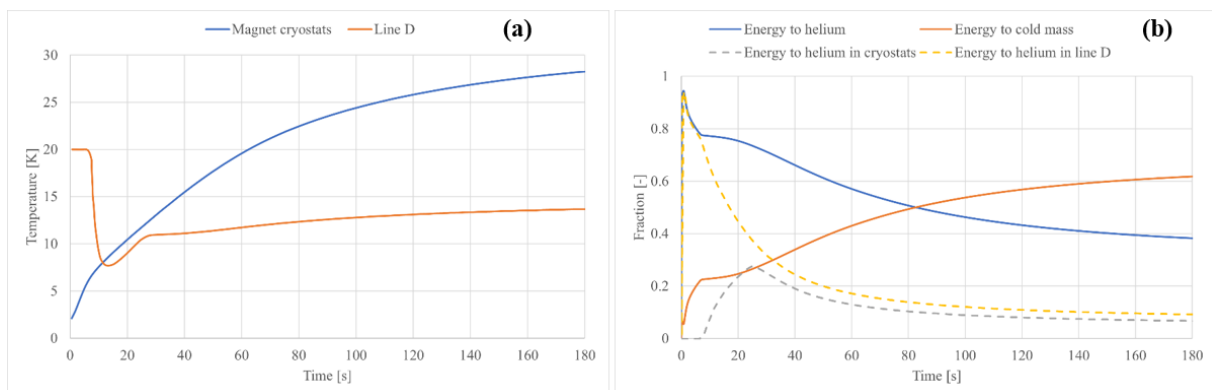 Magnet cryostats Line D (a)
30
25
20
15
10
5
0
Temperature [K]
0 20 40 60 80 100 120 140 160 180
Time [s]
Energy to helium Energy to cold mass (b)
Energy to helium in cryostats Energy to helium in line D
1
0.8
0.6
0.4
0.2
0
Fraction [-]
0 20 40 60 80 100 120 140 160 180
Time [s]